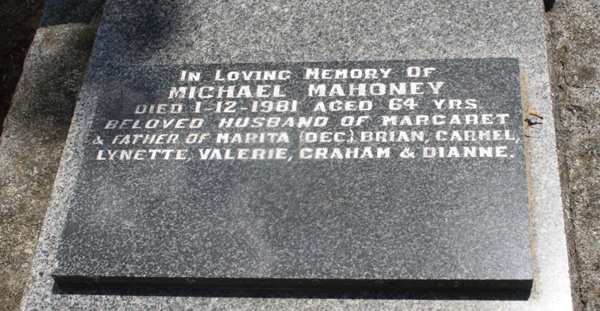 In Loving Memory Of
MICHAEL MAHONEY
DIED 1-12-1981 AGED 64 YRS.
BELOVED HUSBAND OF MARGARET
& FATHER OF MARITA (DEC), BRIAN, CARMEL,
LYNETTE, VALERIE, GRAHAM & DIANNE.